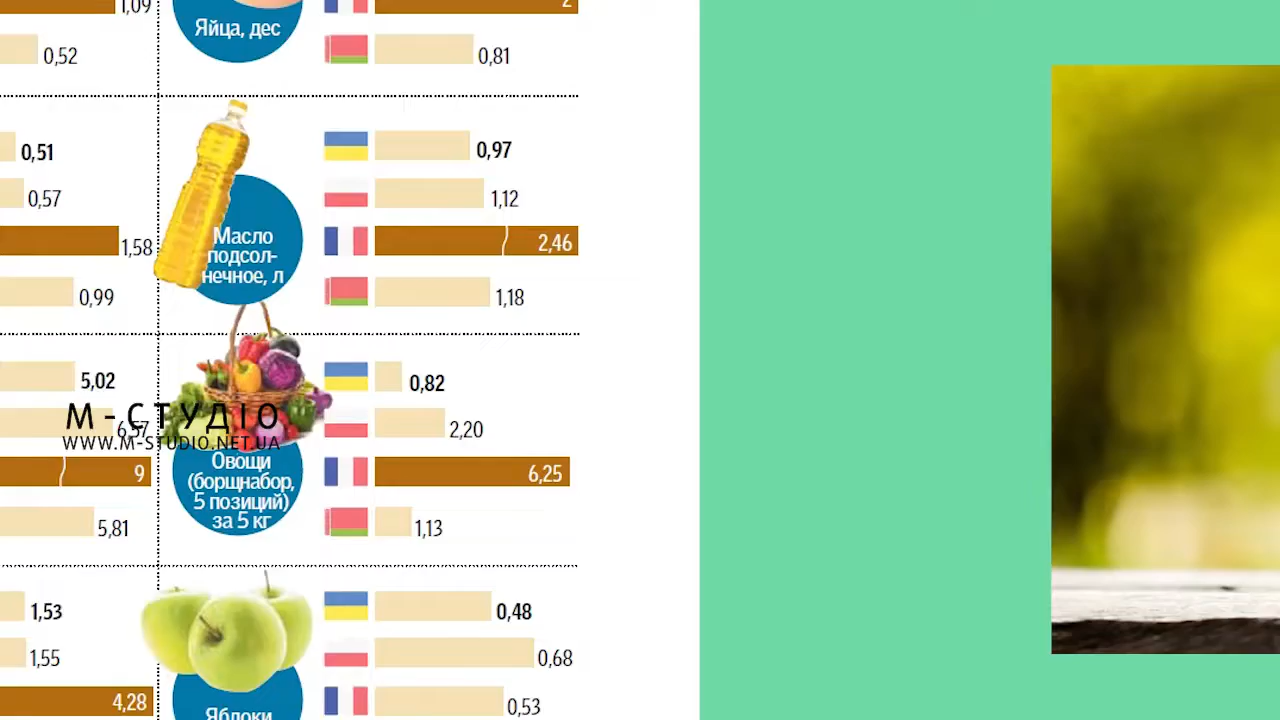 1,09
2
Яйца, дес
0,52
0,81
0,51
0,97
0,57
1,12
1,58
Масло
подсол-
нечное, л
2,46
0,99
1,18
5,02
0,82
М-СТУДІО
6,57
2,20
WWW.M-STUDIO.NET.UA
9
Овощи
(борщнабор,
5 позиций)
за 5 кг
6,25
5,81
1,13
1,53
0,48
1,55
0,68
4,28
Яблоки
0,53